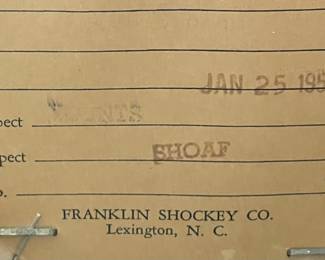 JAN 25 195
pect
pect SHOAF
o.
FRANKLIN SHOCKEY CO.
Lexington, N. C.